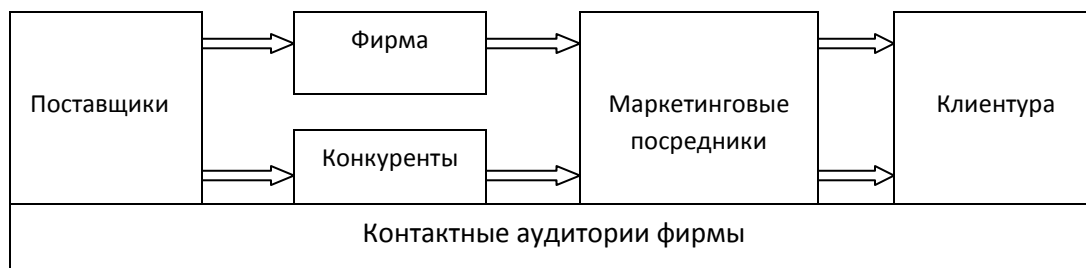 Фирма
Поставщики
Маркетинговые
посредники
Клиентура
Конкуренты
Контактные аудитории фирмы